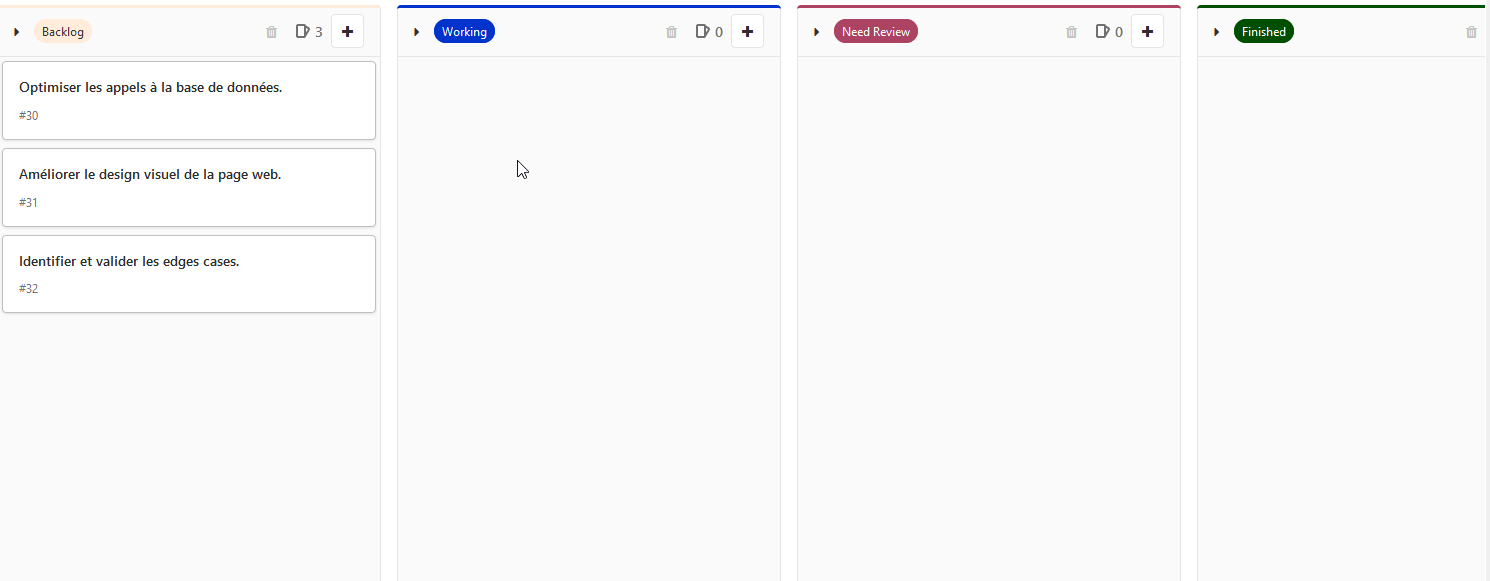 Backlog
3
Working
0
Need Review
0
Finished
Optimiser les appels à la base de données.
#30
Améliorer le design visuel de la page web.
#31
Identifier et valider les edges cases.
#32